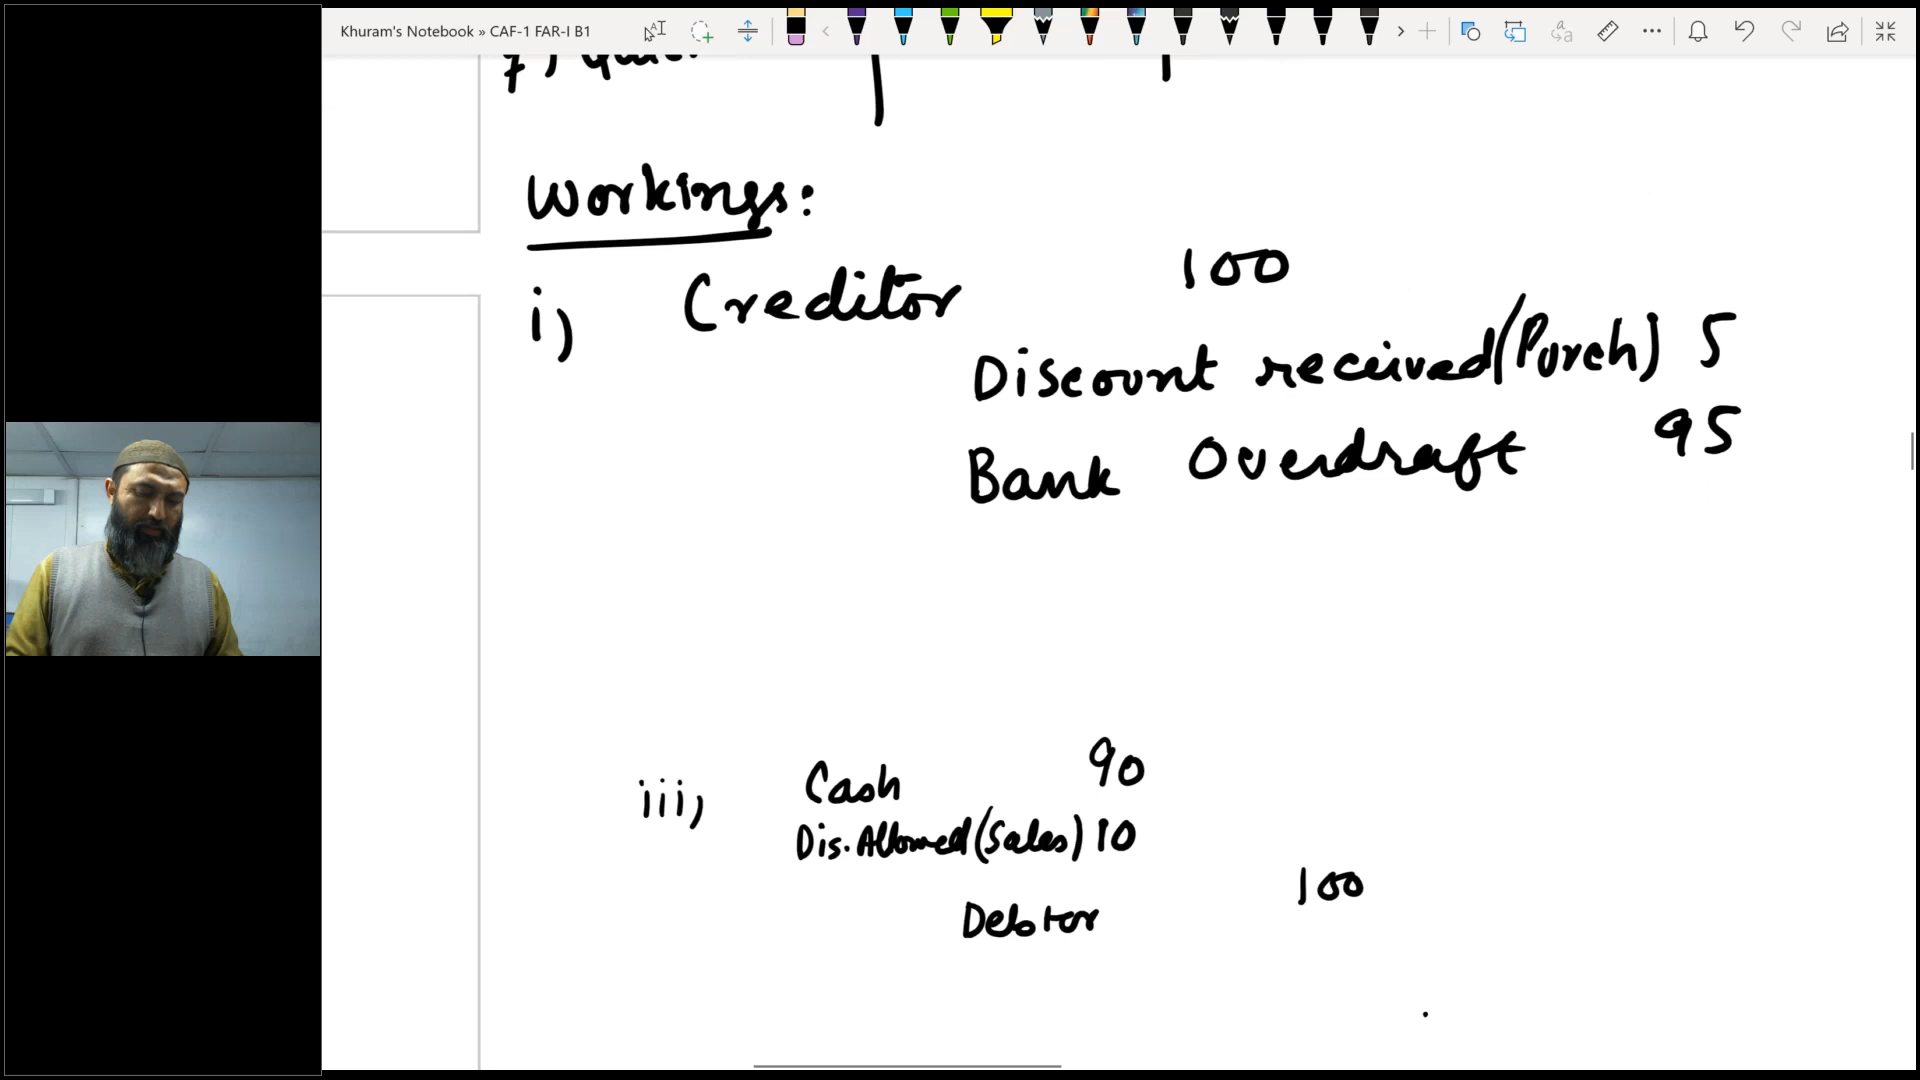 Khuram's Notebook » CAF-1 FAR-I B1
Workings:
i) Creditor 100
Discount received (Purch) 5
Bank Overdraft 95
iii) Cash 90
Dis. Allowed (Sales) 10
Debtor 100